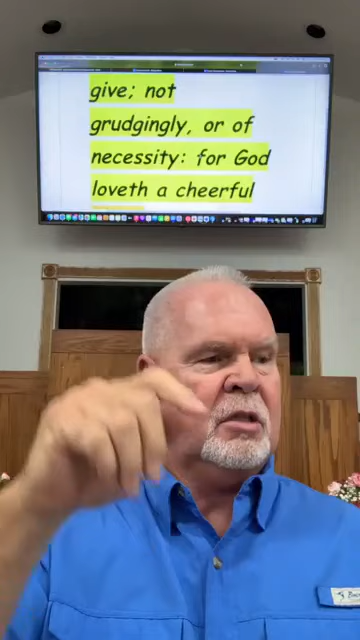 give; not
grudgingly, or of
necessity: for God
loveth a cheerful